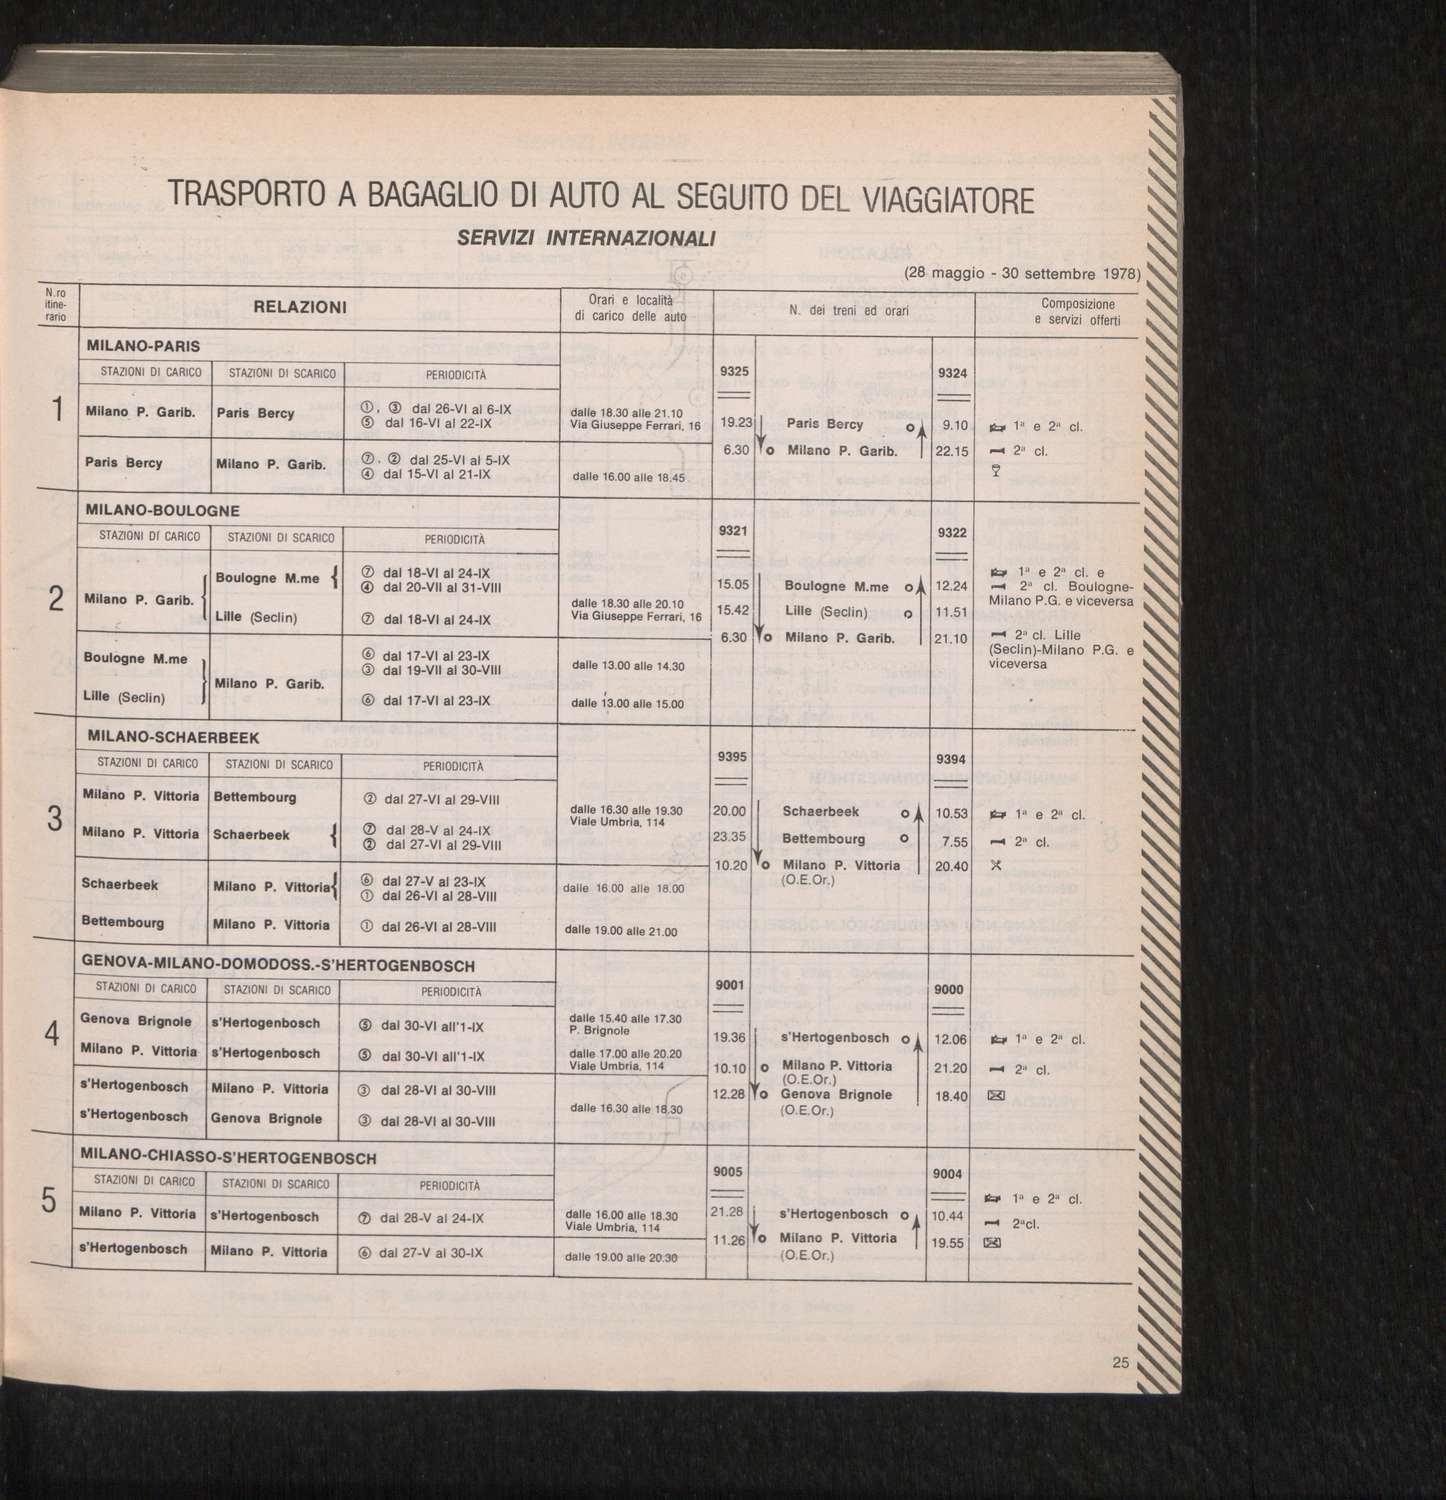 TRASPORTO A BAGAGLIO DI AUTO AL SEGUITO DEL VIAGGIATORE
SERVIZI INTERNAZIONALI
(28 maggio - 30 settembre 1978)
N.ro itine-rario RELAZIONI Orari e località di carico delle auto N. dei treni ed orari Composizione e servizi offerti
1
MILANO-PARIS
STAZIONI DI CARICO STAZIONI DI SCARICO PERIODICITÀ
Milano P. Garib. Paris Bercy ①, ③ dal 26-VI al 6-IX
⑤ dal 16-VI al 22-IX
dalle 18.30 alle 21.10
Via Giuseppe Ferrari, 16
Paris Bercy Milano P. Garib. ⑦, ② dal 25-VI al 5-IX
④ dal 15-VI al 21-IX
dalle 16.00 alle 18.45
9325 9324
19.23 Paris Bercy 9.10
6.30 Milano P. Garib. 22.15
1ª e 2ª cl.
2ª cl.
2
MILANO-BOULOGNE
STAZIONI DI CARICO STAZIONI DI SCARICO PERIODICITÀ
Milano P. Garib. Boulogne M.me ⑦ dal 18-VI al 24-IX
④ dal 20-VII al 31-VIII
Lille (Seclin) ⑦ dal 18-VI al 24-IX
dalle 18.30 alle 20.10
Via Giuseppe Ferrari, 16
Boulogne M.me ⑥ dal 17-VI al 23-IX
③ dal 19-VII al 30-VIII
dalle 13.00 alle 14.30
Milano P. Garib.
Lille (Seclin) ⑥ dal 17-VI al 23-IX
dalle 13.00 alle 15.00
9321 9322
15.05 Boulogne M.me 12.24
15.42 Lille (Seclin) 11.51
6.30 Milano P. Garib. 21.10
1ª e 2ª cl. e
2ª cl. Boulogne-
Milano P.G. e viceversa
2ª cl. Lille
(Seclin)-Milano P.G. e
viceversa
3
MILANO-SCHAERBEEK
STAZIONI DI CARICO STAZIONI DI SCARICO PERIODICITÀ
Milano P. Vittoria Bettembourg ② dal 27-VI al 29-VIII
Milano P. Vittoria Schaerbeek ⑦ dal 28-V al 24-IX
② dal 27-VI al 29-VIII
dalle 16.30 alle 19.30
Viale Umbria, 114
Schaerbeek Milano P. Vittoria ⑥ dal 27-V al 23-IX
① dal 26-VI al 28-VIII
dalle 16.00 alle 18.00
Bettembourg Milano P. Vittoria ① dal 26-VI al 28-VIII
dalle 19.00 alle 21.00
9395 9394
20.00 Schaerbeek 10.53
23.35 Bettembourg 7.55
10.20 Milano P. Vittoria 20.40
(O.E.Or.)
1ª e 2ª cl.
2ª cl.
4
GENOVA-MILANO-DOMODOSS.-S'HERTOGENBOSCH
STAZIONI DI CARICO STAZIONI DI SCARICO PERIODICITÀ
Genova Brignole s'Hertogenbosch ⑤ dal 30-VI all'1-IX
dalle 15.40 alle 17.30
P. Brignole
Milano P. Vittoria s'Hertogenbosch ⑤ dal 30-VI all'1-IX
dalle 17.00 alle 20.20
Viale Umbria, 114
s'Hertogenbosch Milano P. Vittoria ③ dal 28-VI al 30-VIII
s'Hertogenbosch Genova Brignole ③ dal 28-VI al 30-VIII
dalle 16.30 alle 18.30
9001 9000
19.36 s'Hertogenbosch 12.06
10.10 Milano P. Vittoria 21.20
(O.E.Or.)
12.28 Genova Brignole 18.40
(O.E.Or.)
1ª e 2ª cl.
2ª cl.
5
MILANO-CHIASSO-S'HERTOGENBOSCH
STAZIONI DI CARICO STAZIONI DI SCARICO PERIODICITÀ
Milano P. Vittoria s'Hertogenbosch ⑦ dal 28-V al 24-IX
dalle 16.00 alle 18.30
Viale Umbria, 114
s'Hertogenbosch Milano P. Vittoria ⑥ dal 27-V al 30-IX
dalle 19.00 alle 20.30
9005 9004
21.28 s'Hertogenbosch 10.44
11.26 Milano P. Vittoria 19.55
(O.E.Or.)
1ª e 2ª cl.
2ªcl.
25